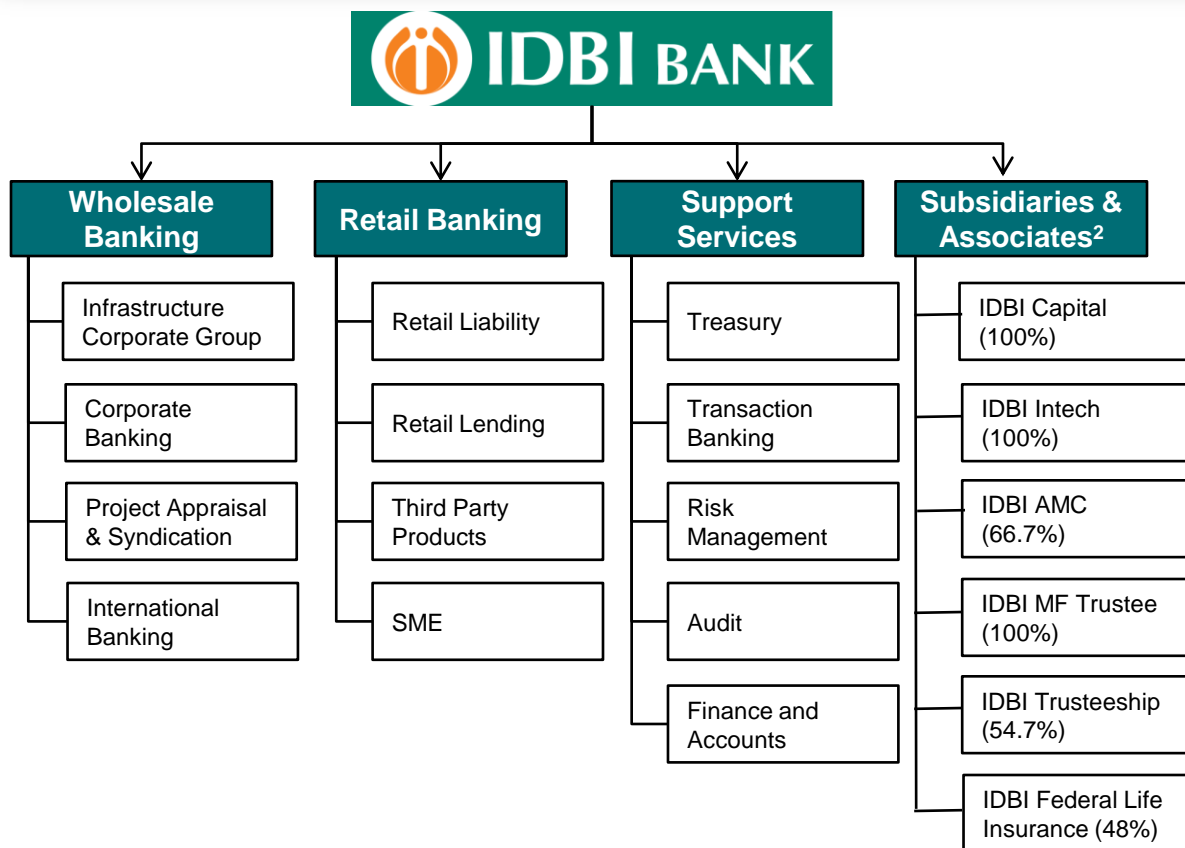 IDBI BANK
Wholesale
Banking
Infrastructure
Corporate Group
Corporate
Banking
Project Appraisal
& Syndication
International
Banking
Retail Banking
Retail Liability
Retail Lending
Third Party
Products
SME
Support
Services
Treasury
Transaction
Banking
Risk
Management
Audit
Finance and
Accounts
Subsidiaries &
Associates²
IDBI Capital
(100%)
IDBI Intech
(100%)
IDBI AMC
(66.7%)
IDBI MF Trustee
(100%)
IDBI Trusteeship
(54.7%)
IDBI Federal Life
Insurance (48%)